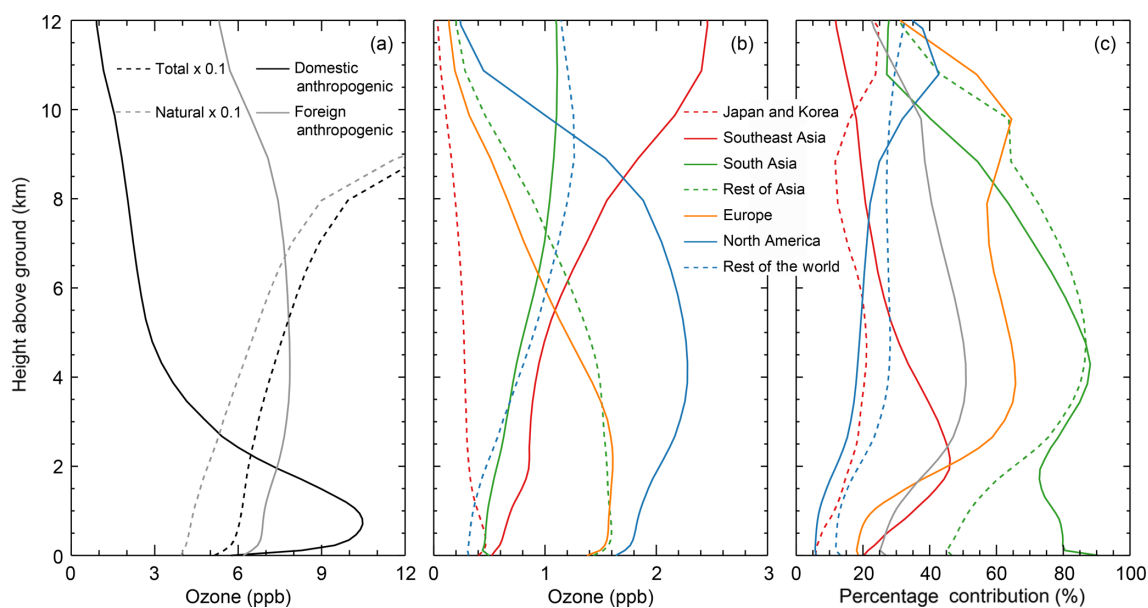 12
10
8
6
4
2
0
Height above ground (km)
(a)
Total x 0.1
Natural x 0.1
Domestic
anthropogenic
Foreign
anthropogenic
0 3 6 9 12
Ozone (ppb)
(b)
Japan and Korea
Southeast Asia
South Asia
Rest of Asia
Europe
North America
Rest of the world
0 1 2 3
Ozone (ppb)
(c)
0 20 40 60 80 100
Percentage contribution (%)